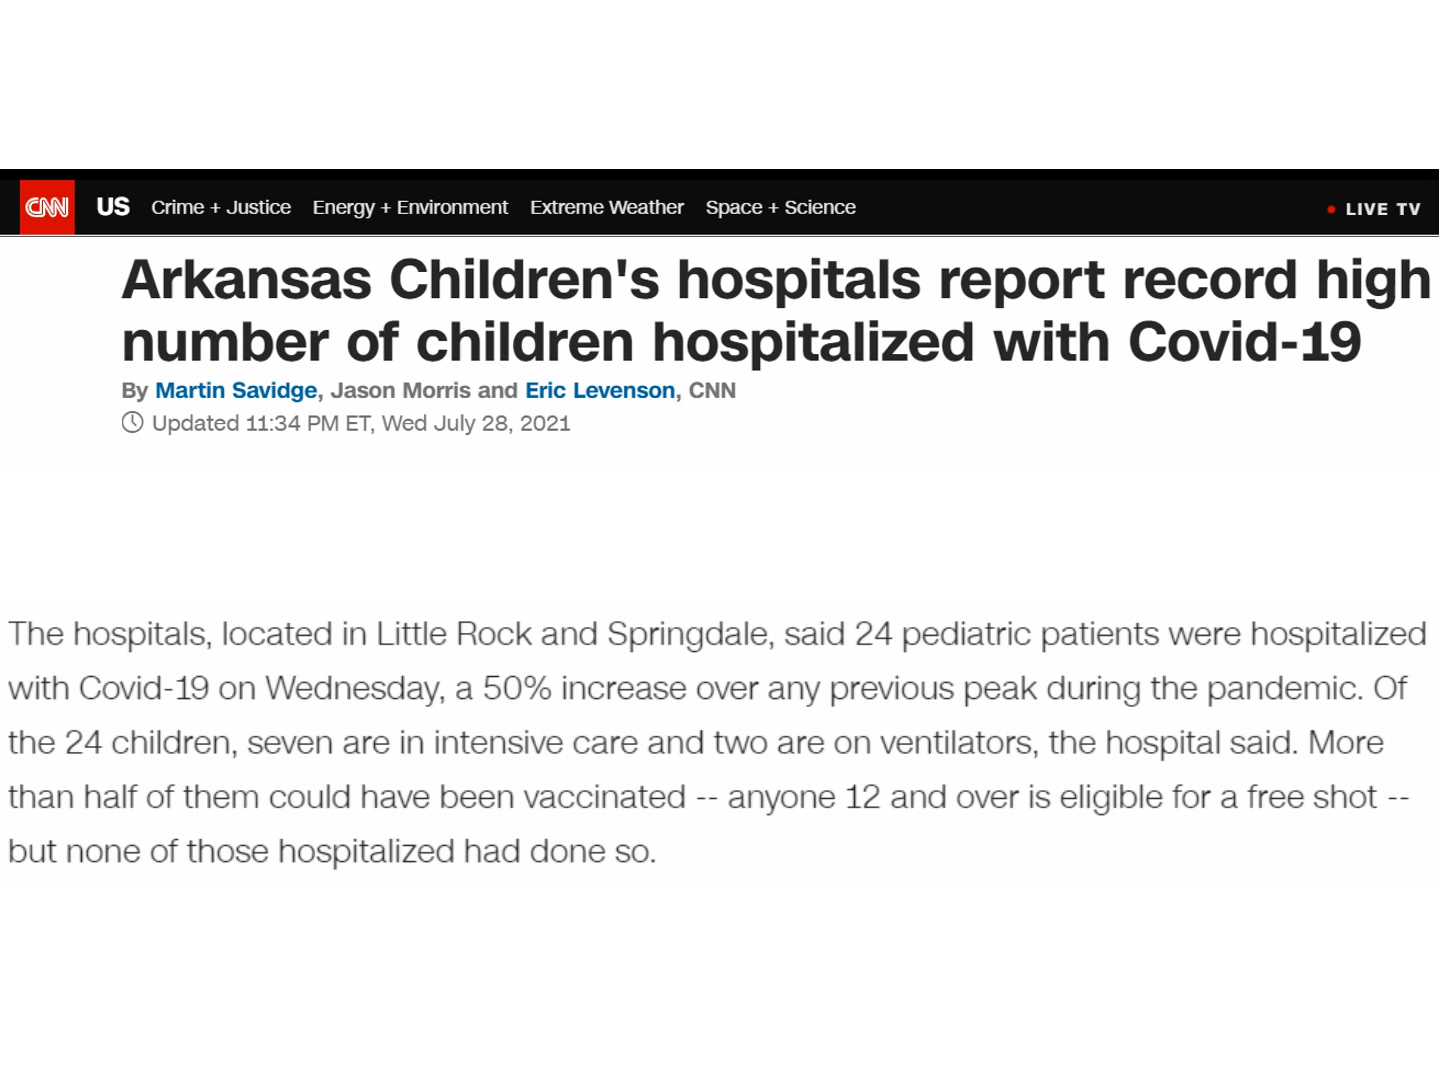 CNN US Crime + Justice Energy + Environment Extreme Weather Space + Science LIVE TV
Arkansas Children's hospitals report record high
number of children hospitalized with Covid-19
By Martin Savidge, Jason Morris and Eric Levenson, CNN
Updated 11:34 PM ET, Wed July 28, 2021
The hospitals, located in Little Rock and Springdale, said 24 pediatric patients were hospitalized
with Covid-19 on Wednesday, a 50% increase over any previous peak during the pandemic. Of
the 24 children, seven are in intensive care and two are on ventilators, the hospital said. More
than half of them could have been vaccinated -- anyone 12 and over is eligible for a free shot --
but none of those hospitalized had done so.